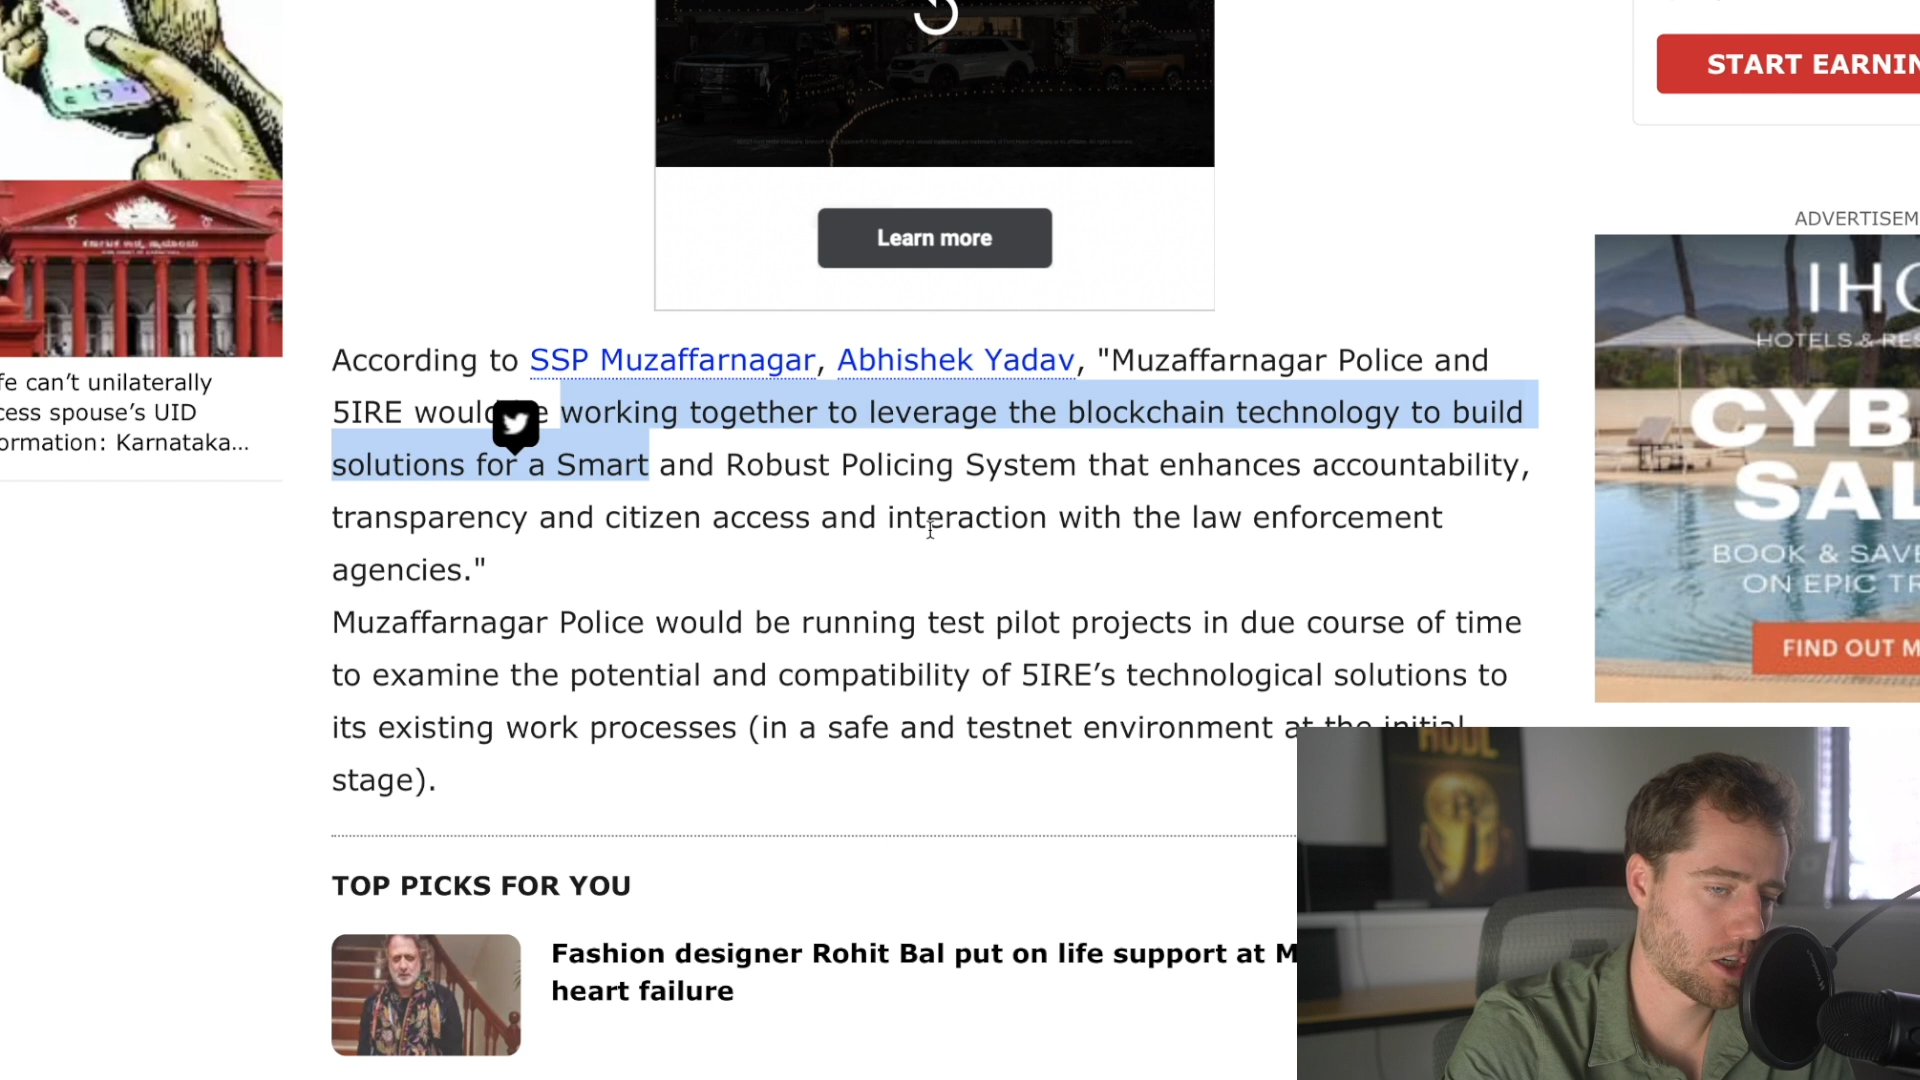 START EARNIN
Learn more
ADVERTISEM
IHG
HOTELS & RES
CYB
SAL
BOOK & SAVE
ON EPIC TR
FIND OUT M
fe can’t unilaterally
cess spouse’s UID
ormation: Karnataka...
According to SSP Muzaffarnagar, Abhishek Yadav, "Muzaffarnagar Police and
5IRE would working together to leverage the blockchain technology to build
solutions for a Smart and Robust Policing System that enhances accountability,
transparency and citizen access and interaction with the law enforcement
agencies."
Muzaffarnagar Police would be running test pilot projects in due course of time
to examine the potential and compatibility of 5IRE’s technological solutions to
its existing work processes (in a safe and testnet environment at the initial
stage).
HODL
TOP PICKS FOR YOU
Fashion designer Rohit Bal put on life support at M
heart failure